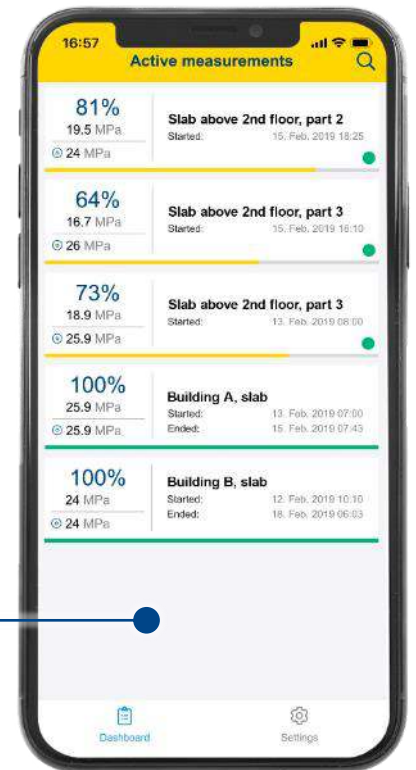 16:57
Active measurements
81%
19.5 MPa
24 MPa
Slab above 2nd floor, part 2
Started: 15. Feb. 2019 18:25
64%
16.7 MPa
26 MPa
Slab above 2nd floor, part 3
Started: 15. Feb. 2019 16:10
73%
18.9 MPa
25.9 MPa
Slab above 2nd floor, part 3
Started: 13. Feb. 2019 08:00
100%
25.9 MPa
25.9 MPa
Building A, slab
Started: 13. Feb. 2019 07:00
Ended: 15. Feb. 2019 07:43
100%
24 MPa
24 MPa
Building B, slab
Started: 12. Feb. 2019 10:10
Ended: 18. Feb. 2019 06:03
Dashboard
Settings